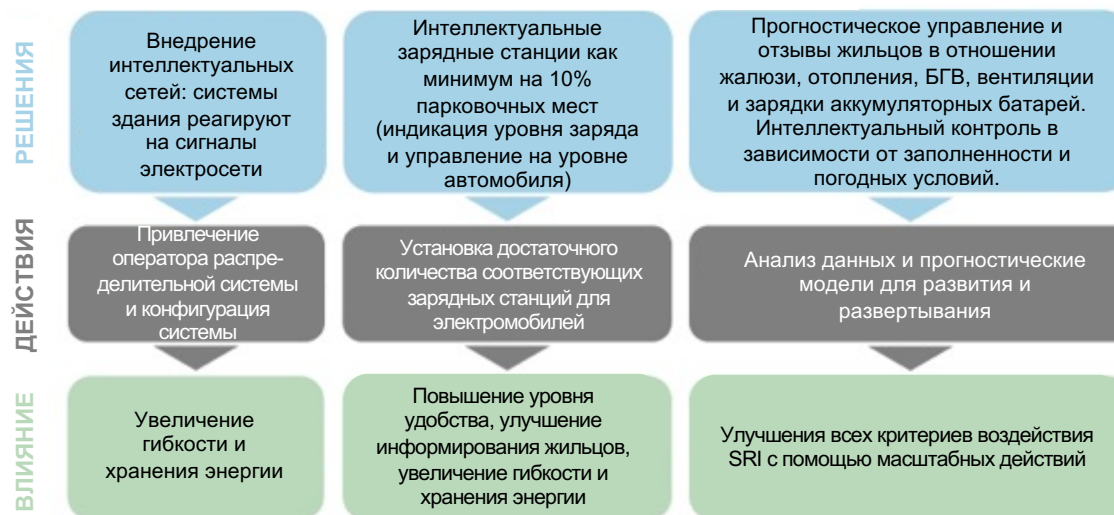 РЕШЕНИЯ
Внедрение
интеллектуальных
сетей: системы
здания реагируют
на сигналы
электросети
Интеллектуальные
зарядные станции как
минимум на 10%
парковочных мест
(индикация уровня заряда
и управление на уровне
автомобиля)
Прогностическое управление и
отзывы жильцов в отношении
жалюзи, отопления, БГВ, вентиляции
и зарядки аккумуляторных батарей.
Интеллектуальный контроль в
зависимости от заполненности и
погодных условий.
ДЕЙСТВИЯ
Привлечение
оператора распре-
делительной системы
и конфигурация
системы
Установка достаточного
количества соответствующих
зарядных станций для
электромобилей
Анализ данных и прогностические
модели для развития и
развертывания
ВЛИЯНИЕ
Увеличение
гибкости и
хранения энергии
Повышение уровня
удобства, улучшение
информирования жильцов,
увеличение гибкости и
хранения энергии
Улучшения всех критериев воздействия
SRI с помощью масштабных действий